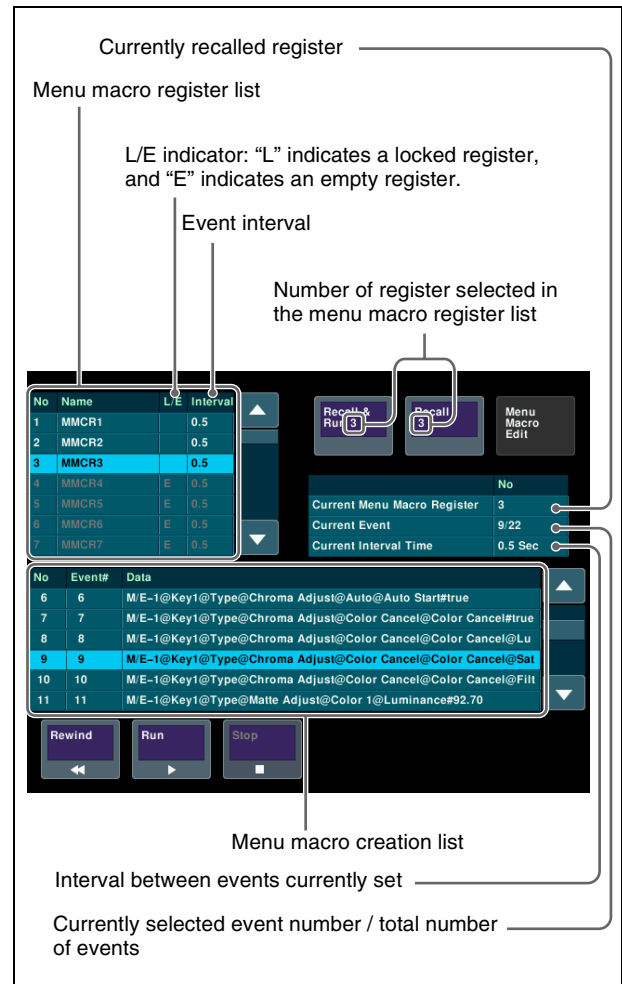 Currently recalled register
Menu macro register list
L/E indicator: “L” indicates a locked register,
and “E” indicates an empty register.
Event interval
Number of register selected in
the menu macro register list
No Name L/E Interval
1 MMCR1 0.5
2 MMCR2 0.5
3 MMCR3 0.5
4 MMCR4 E 0.5
5 MMCR5 E 0.5
6 MMCR6 E 0.5
7 MMCR7 E 0.5
Recall &
Run 3
Recall
3
Menu
Macro
Edit
No
Current Menu Macro Register 3
Current Event 9/22
Current Interval Time 0.5 Sec
No Event# Data
6 6 M/E-1@Key1@Type@Chroma Adjust@Auto@Auto Start#true
7 7 M/E-1@Key1@Type@Chroma Adjust@Color Cancel@Color Cancel#true
8 8 M/E-1@Key1@Type@Chroma Adjust@Color Cancel@Color Cancel@Lu
9 9 M/E-1@Key1@Type@Chroma Adjust@Color Cancel@Color Cancel@Sat
10 10 M/E-1@Key1@Type@Chroma Adjust@Color Cancel@Color Cancel@Filt
11 11 M/E-1@Key1@Type@Matte Adjust@Color 1@Luminance#92.70
Rewind
Run
Stop
Menu macro creation list
Interval between events currently set
Currently selected event number / total number
of events